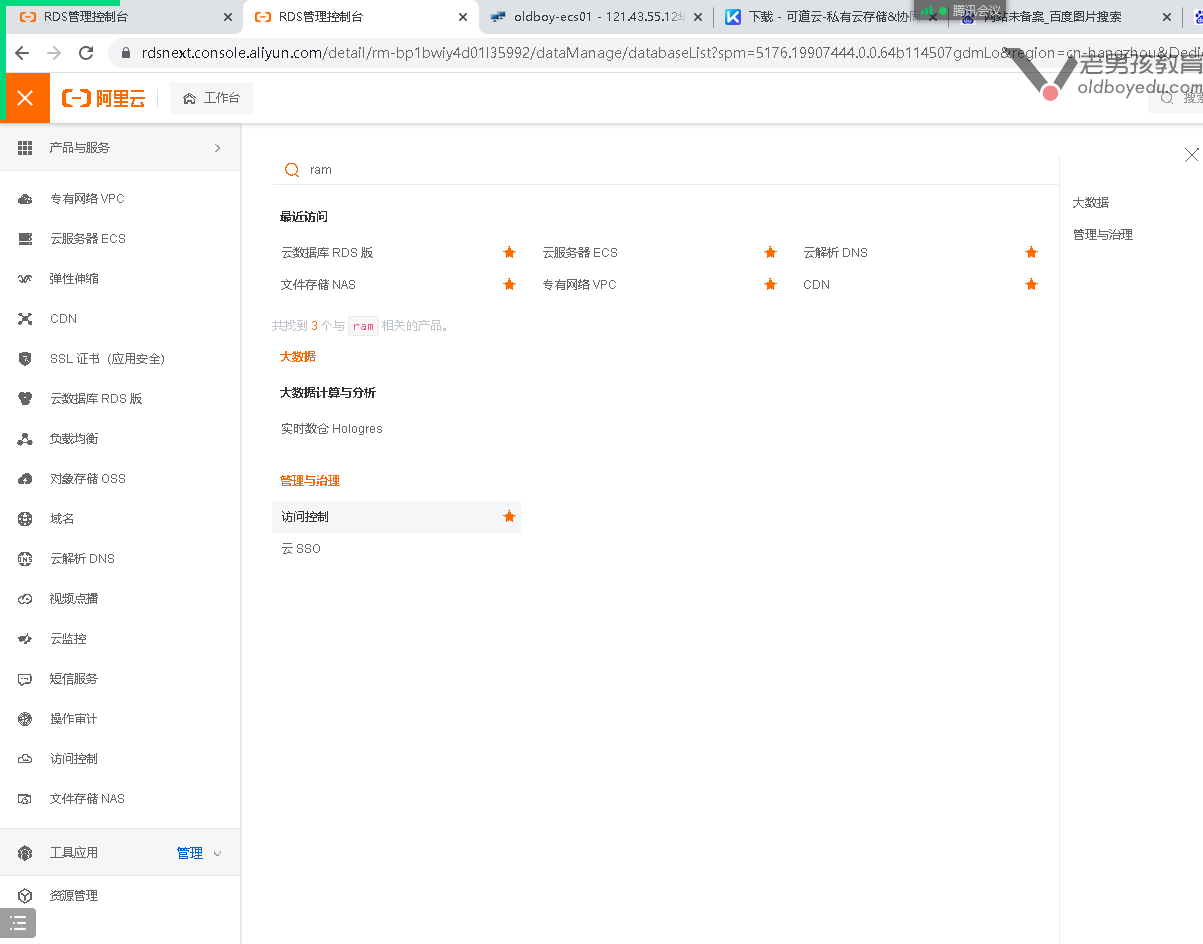 RDS管理控制台
RDS管理控制台
oldboy-ecs01 - 121.43.55.12
下载 - 可道云-私有云存储&协
腾讯会议
网站未备案_百度图片搜索
rdsnext.console.aliyun.com/detail/rm-bp1bwiy4d01l35992/dataManage/databaseList?spm=5176.19907444.0.0.64b114507gdmLo&region=cn-hangzhou&Dedi
老男孩教育
oldboyedu.com
阿里云
工作台
搜索
产品与服务
专有网络 VPC
云服务器 ECS
弹性伸缩
CDN
SSL 证书（应用安全）
云数据库 RDS 版
负载均衡
对象存储 OSS
域名
云解析 DNS
视频点播
云监控
短信服务
操作审计
访问控制
文件存储 NAS
工具应用
管理
资源管理
ram
最近访问
云数据库 RDS 版
云服务器 ECS
云解析 DNS
文件存储 NAS
专有网络 VPC
CDN
共找到 3 个与 ram 相关的产品。
大数据
大数据计算与分析
实时数仓 Hologres
管理与治理
访问控制
云 SSO
大数据
管理与治理